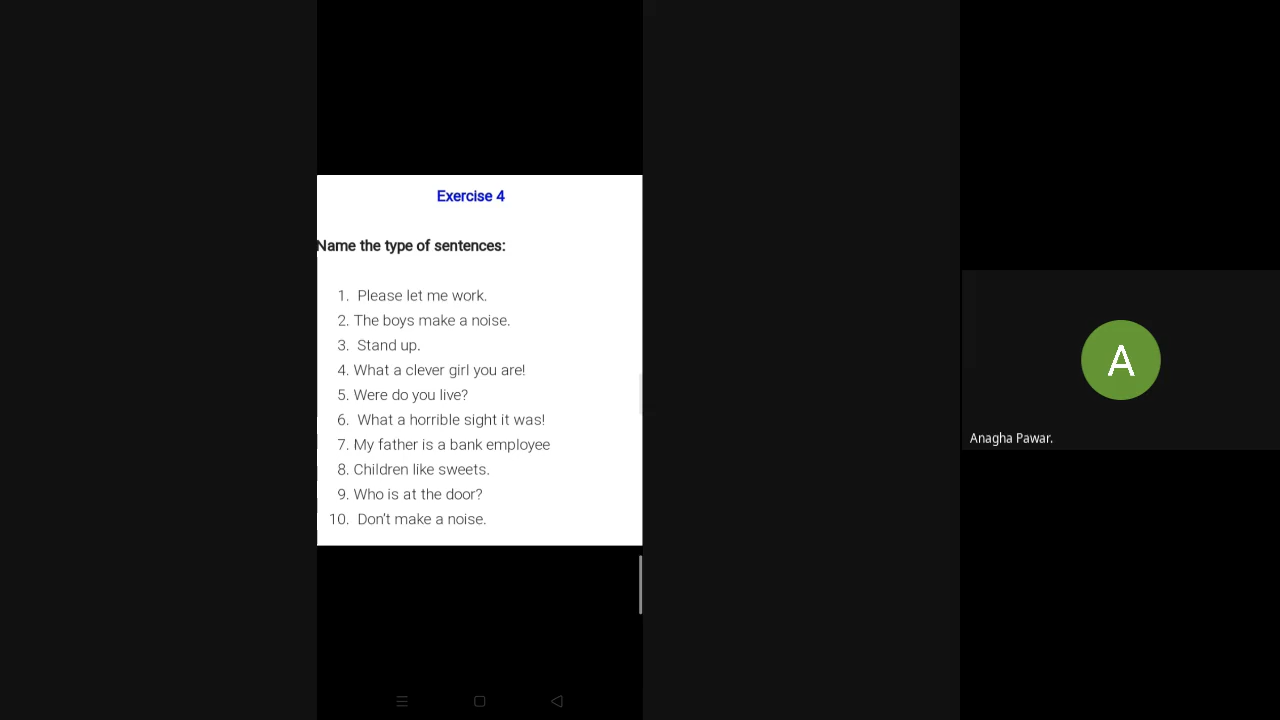 Exercise 4
Name the type of sentences:
1. Please let me work.
2. The boys make a noise.
3. Stand up.
4. What a clever girl you are!
5. Were do you live?
6. What a horrible sight it was!
7. My father is a bank employee
8. Children like sweets.
9. Who is at the door?
10. Don't make a noise.
A
Anagha Pawar.